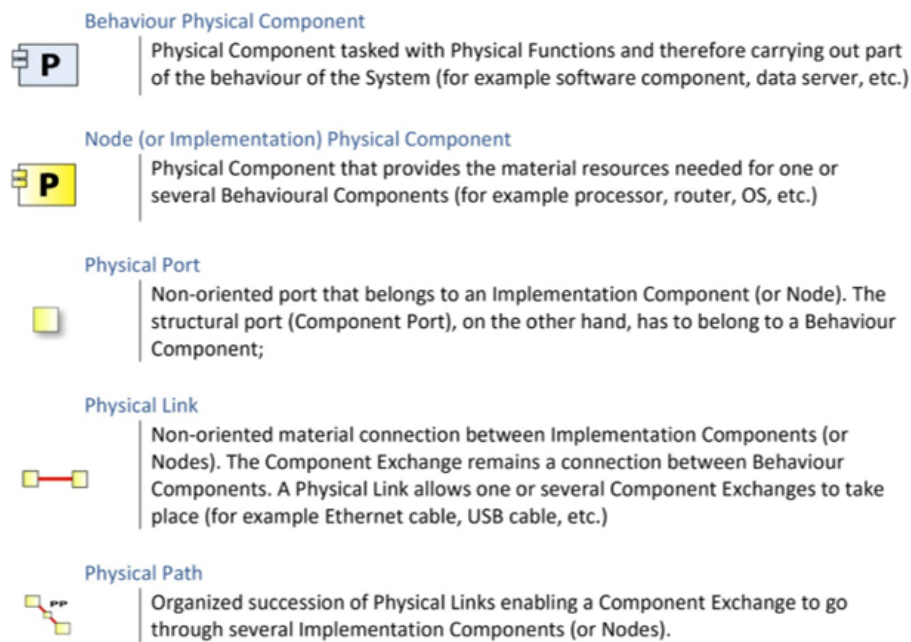 Behaviour Physical Component
P
Physical Component tasked with Physical Functions and therefore carrying out part
of the behaviour of the System (for example software component, data server, etc.)
Node (or Implementation) Physical Component
P
Physical Component that provides the material resources needed for one or
several Behavioural Components (for example processor, router, OS, etc.)
Physical Port
Non-oriented port that belongs to an Implementation Component (or Node). The
structural port (Component Port), on the other hand, has to belong to a Behaviour
Component;
Physical Link
Non-oriented material connection between Implementation Components (or
Nodes). The Component Exchange remains a connection between Behaviour
Components. A Physical Link allows one or several Component Exchanges to take
place (for example Ethernet cable, USB cable, etc.)
Physical Path
PP
Organized succession of Physical Links enabling a Component Exchange to go
through several Implementation Components (or Nodes).